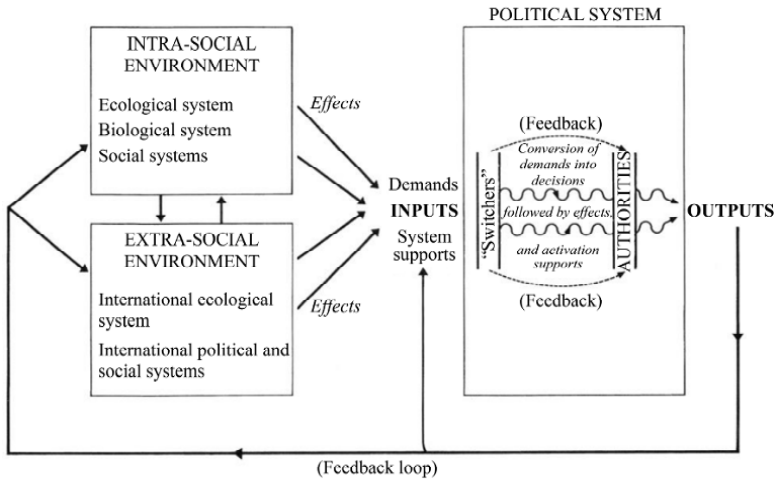 POLITICAL SYSTEM
INTRA-SOCIAL
ENVIRONMENT
Ecological system
Biological system
Social systems
Effects
EXTRA-SOCIAL
ENVIRONMENT
International ecological
system
International political and
social systems
Effects
Demands
INPUTS
System
supports
"Switchers"
(Feedback)
Conversion of
demands into
decisions
followed by effects,
and activation
supports
(Feedback)
AUTHORITIES
OUTPUTS
(Feedback loop)